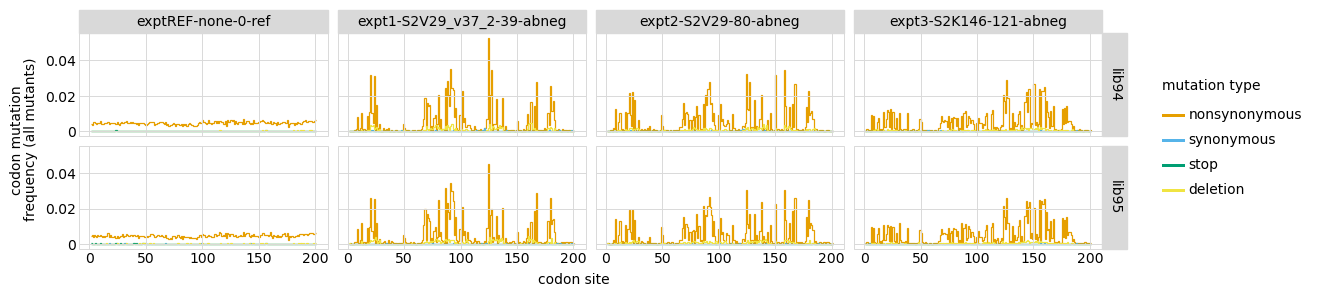 exptREF-none-0-ref
expt1-S2V29_v37_2-39-abneg
expt2-S2V29-80-abneg
expt3-S2K146-121-abneg
codon mutation
frequency (all mutants)
0.04
0.02
0
lib94
0.04
0.02
0
lib95
0 50 100 150 200
0 50 100 150 200
0 50 100 150 200
0 50 100 150 200
codon site
mutation type
nonsynonymous
synonymous
stop
deletion